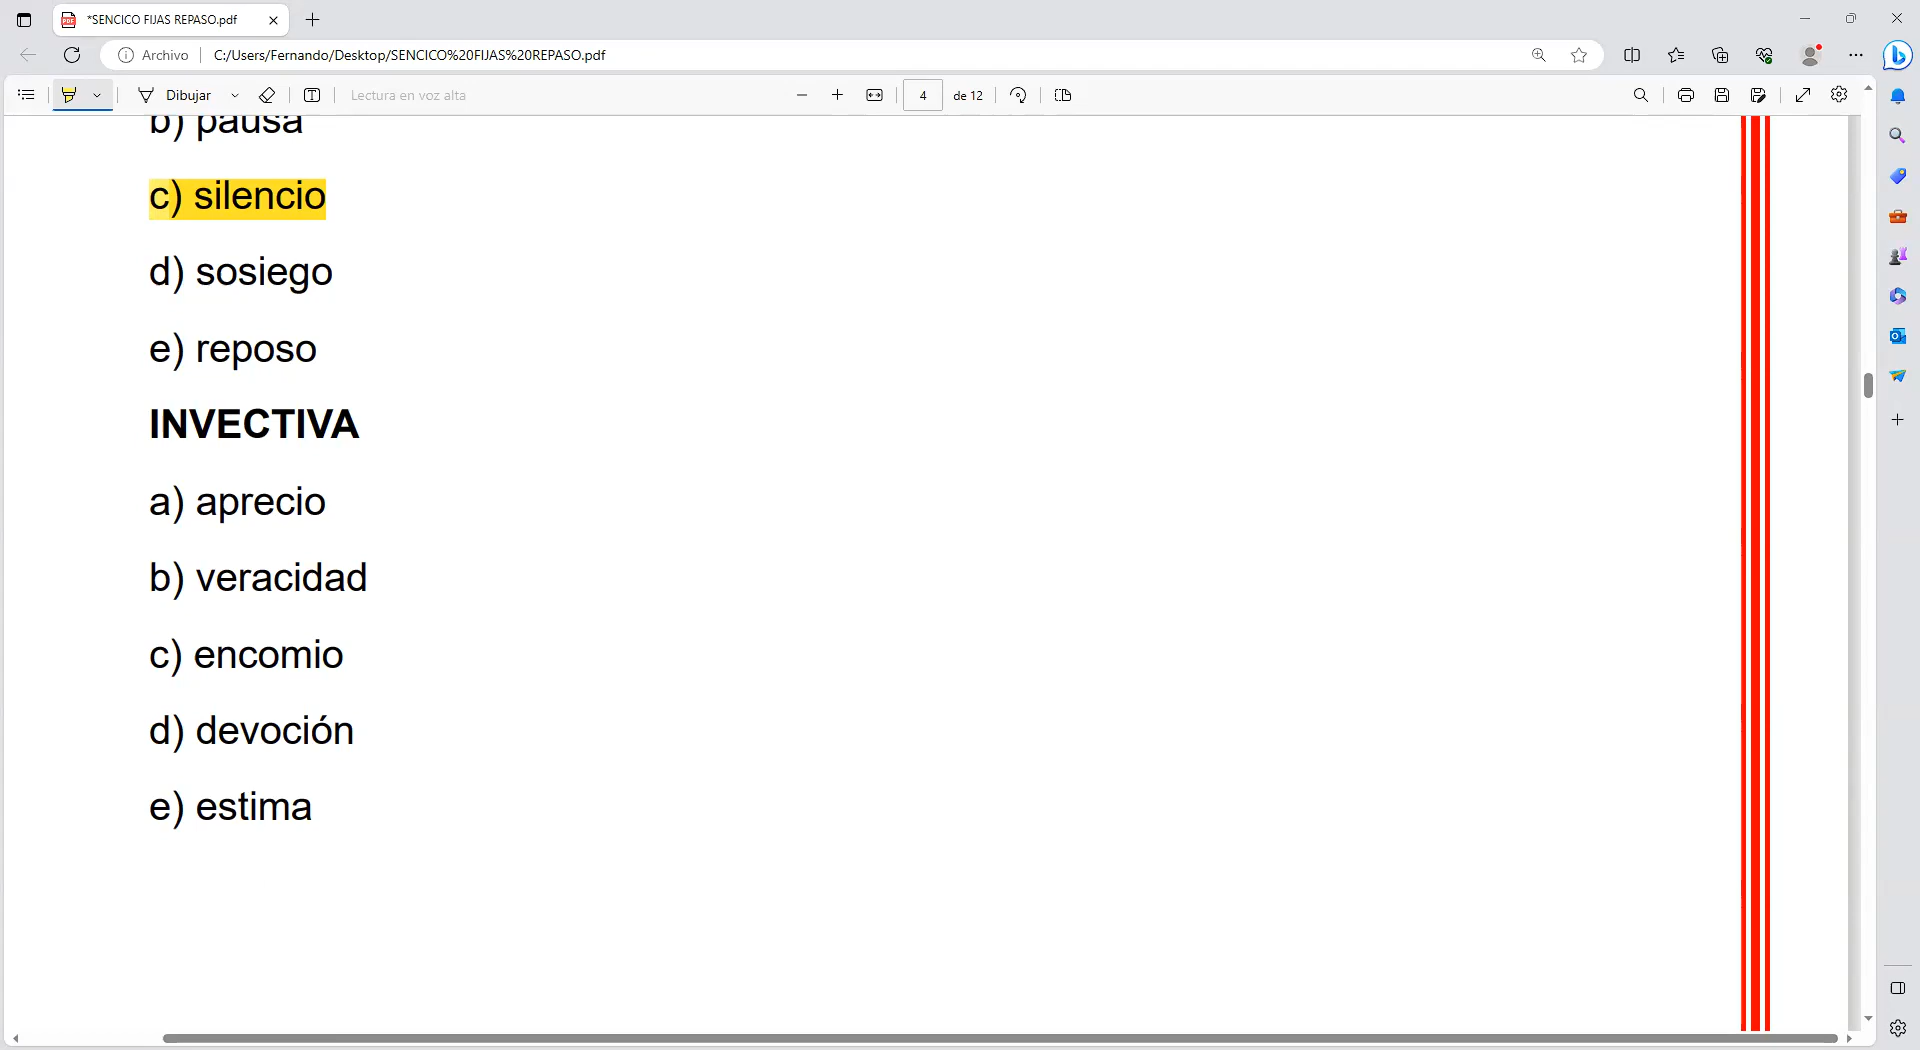 *SENCICO FIJAS REPASO.pdf
Archivo
C:/Users/Fernando/Desktop/SENCICO%20FIJAS%20REPASO.pdf
Dibujar
Lectura en voz alta
4
de 12
b) pausa
c) silencio
d) sosiego
e) reposo
INVECTIVA
a) aprecio
b) veracidad
c) encomio
d) devoción
e) estima